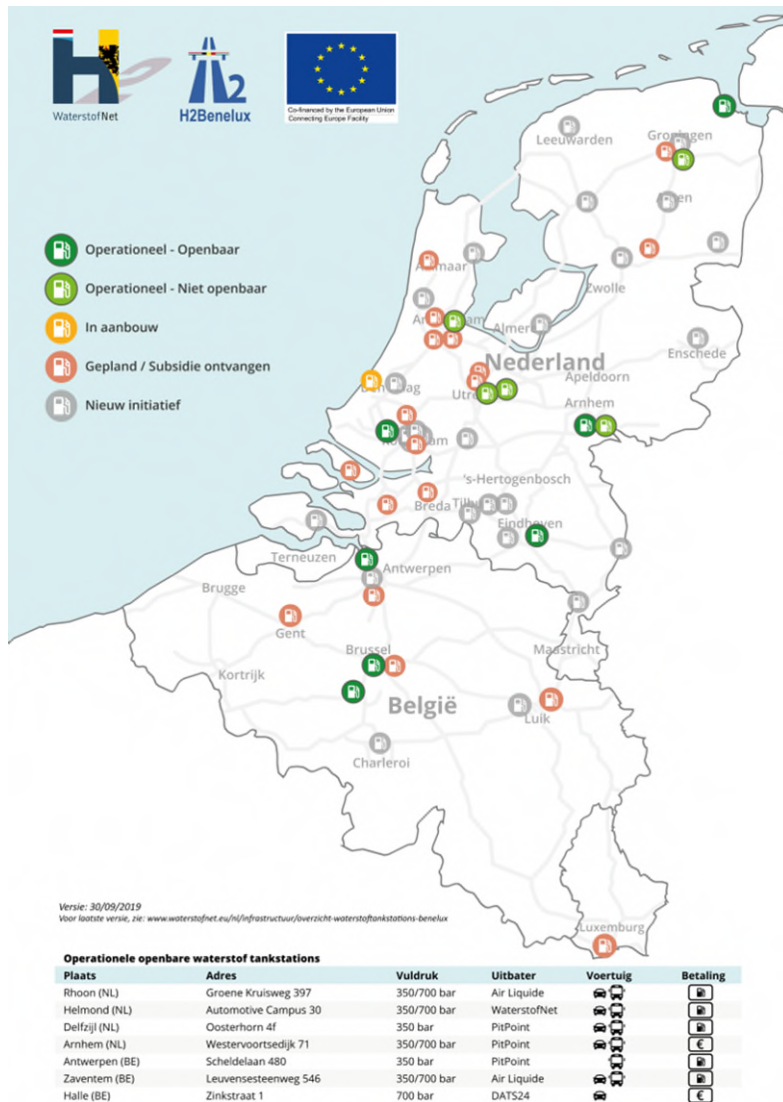 WaterstofNet
H2Benelux
Co-financed by the European Union
Connecting Europe Facility
Operationeel - Openbaar
Operationeel - Niet openbaar
In aanbouw
Gepland / Subsidie ontvangen
Nieuw initiatief
Leeuwarden
Groningen
Zwolle
Almere
Nederland
Enschede
Apeldoorn
Arnhem
's-Hertogenbosch
Breda
Eindhoven
Terneuzen
Antwerpen
Brugge
Gent
Brussel
Maastricht
Kortrijk
België
Luik
Charleroi
Luxemburg
Versie: 30/09/2019
Voor laatste versie, zie: www.waterstofnet.eu/nl/infrastructuur/overzicht-waterstoftankstations-benelux
Operationele openbare waterstof tankstations
Plaats Adres Vuldruk Uitbater Voertuig Betaling
Rhoon (NL) Groene Kruisweg 397 350/700 bar Air Liquide
Helmond (NL) Automotive Campus 30 350/700 bar WaterstofNet
Delfzijl (NL) Oosterhorn 4f 350 bar PitPoint
Arnhem (NL) Westervoortsedijk 71 350/700 bar PitPoint €
Antwerpen (BE) Scheldelaan 480 350 bar PitPoint
Zaventem (BE) Leuvensesteenweg 546 350/700 bar Air Liquide
Halle (BE) Zinkstraat 1 700 bar DATS24 €